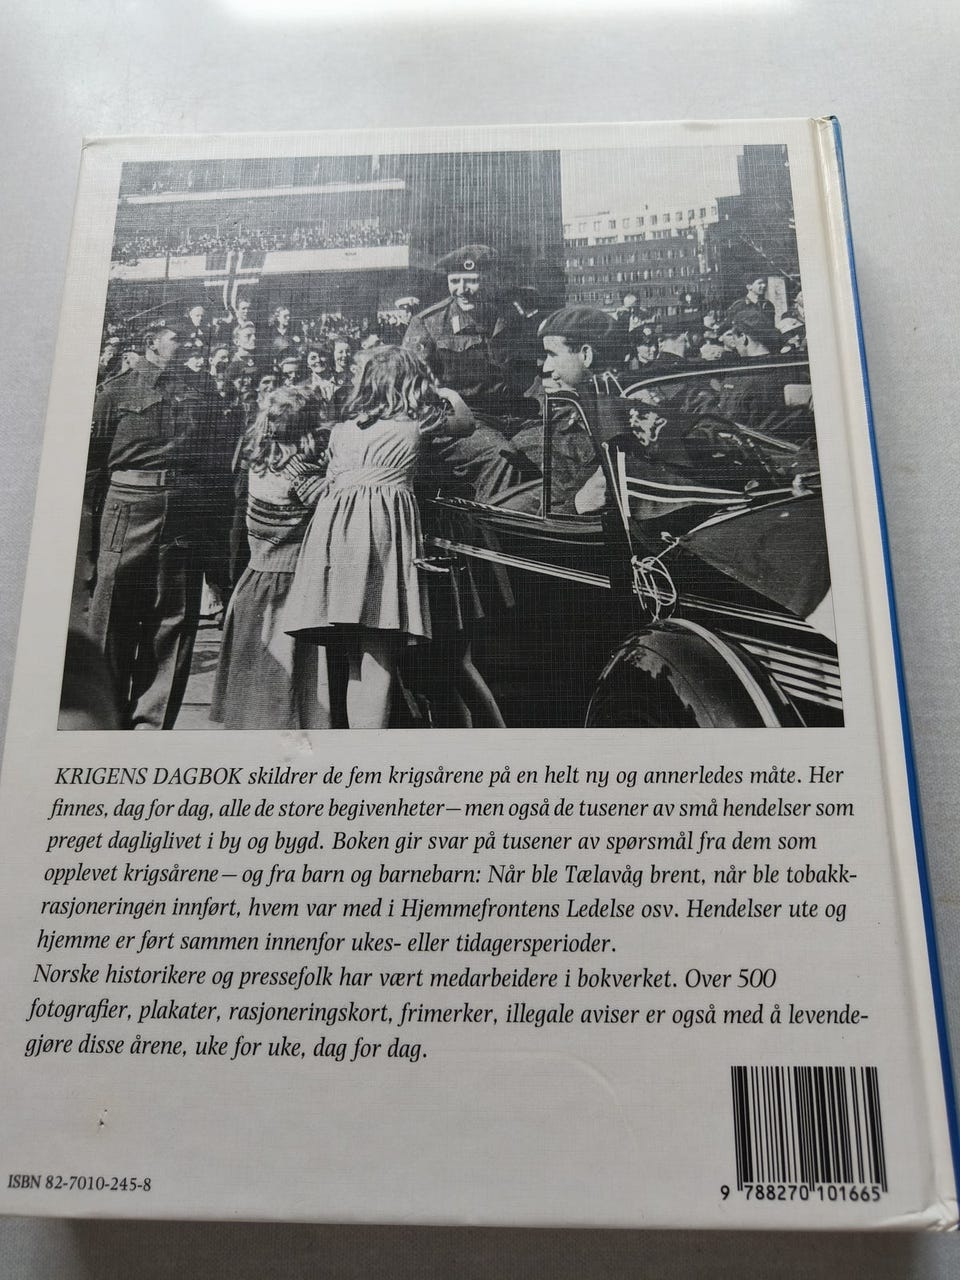 KRIGENS DAGBOK skildrer de fem krigsårene på en helt ny og annerledes måte. Her
finnes, dag for dag, alle de store begivenheter—men også de tusener av små hendelser som
preget dagliglivet i by og bygd. Boken gir svar på tusener av spørsmål fra dem som
opplevet krigsårene—og fra barn og barnebarn: Når ble Tælavåg brent, når ble tobakk-
rasjoneringen innført, hvem var med i Hjemmefrontens Ledelse osv. Hendelser ute og
hjemme er ført sammen innenfor ukes- eller tidagersperioder.
Norske historikere og pressefolk har vært medarbeidere i bokverket. Over 500
fotografier, plakater, rasjoneringskort, frimerker, illegale aviser er også med å levende-
gjøre disse årene, uke for uke, dag for dag.
ISBN 82-7010-245-8
9 788270 101665